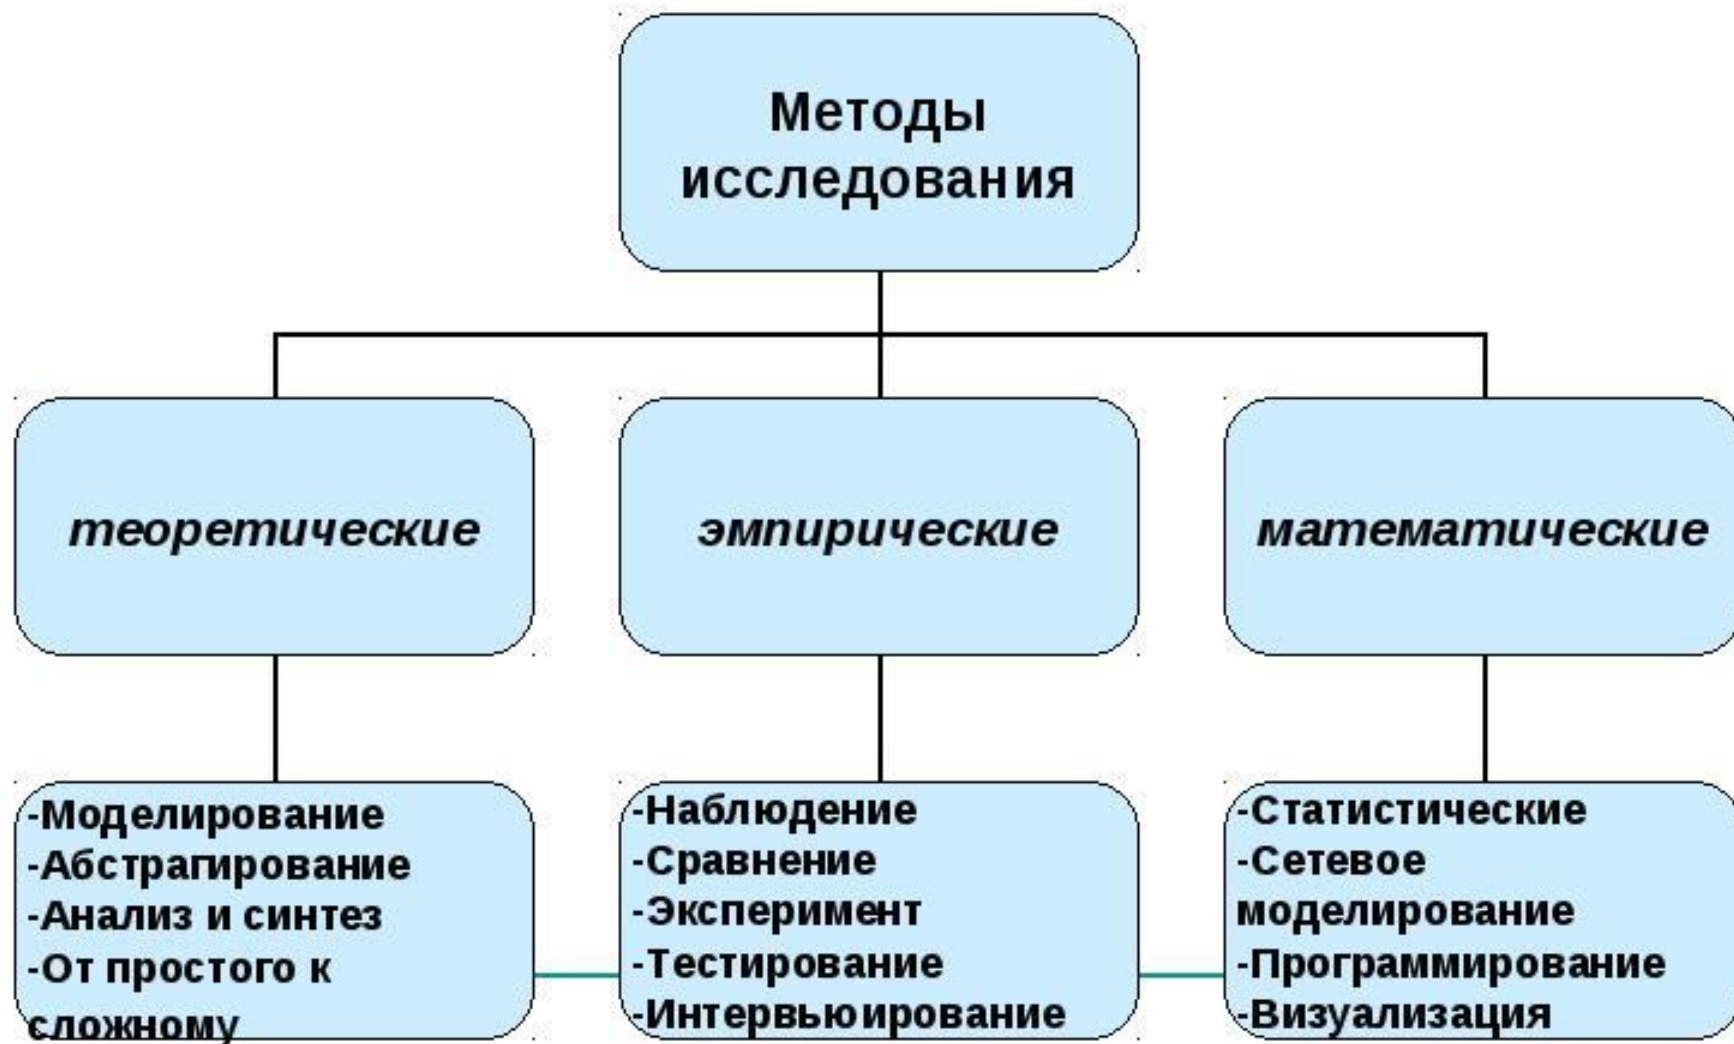 Методы
исследования
теоретические
эмпирические
математические
-Моделирование
-Абстрагирование
-Анализ и синтез
-От простого к
сложному
-Наблюдение
-Сравнение
-Эксперимент
-Тестирование
-Интервьюирование
-Статистические
-Сетевое
моделирование
-Программирование
-Визуализация